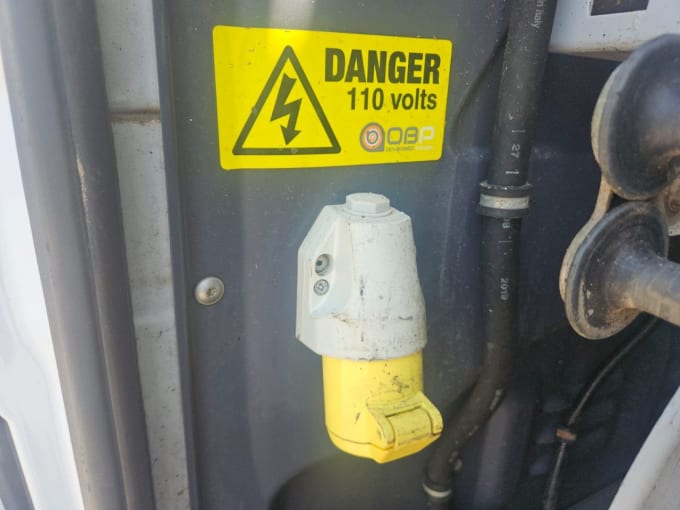 DANGER
110 volts
OBP
27
2019